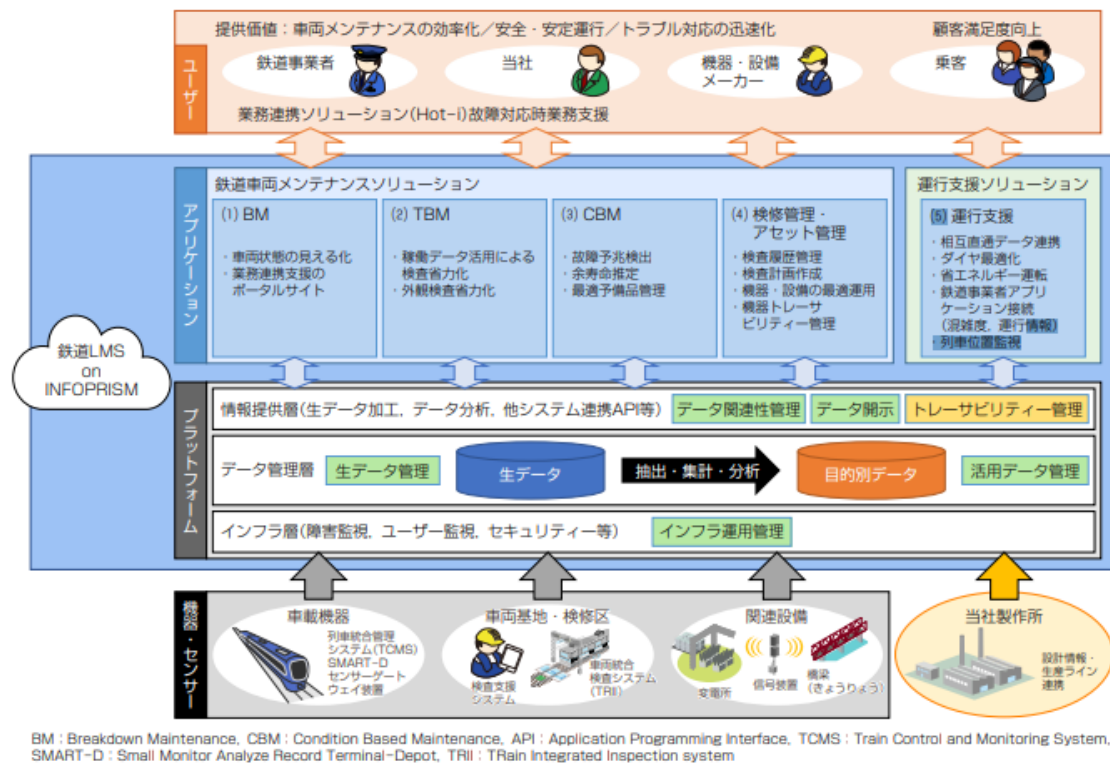 提供価値：車両メンテナンスの効率化／安全・安定運行／トラブル対応の迅速化
顧客満足度向上
ユーザー
鉄道事業者
当社
機器・設備
メーカー
乗客
業務連携ソリューション(Hot-i)故障対応時業務支援
鉄道LMS
on
INFOPRISM
アプリケーション
鉄道車両メンテナンスソリューション
(1) BM
・車両状態の見える化
・業務連携支援の
ポータルサイト
(2) TBM
・稼働データ活用による
検査省力化
・外観検査省力化
(3) CBM
・故障予兆検出
・余寿命推定
・最適予備品管理
(4) 検修管理・
アセット管理
・検査履歴管理
・検査計画作成
・機器・設備の最適運用
・機器トレーサ
ビリティー管理
運行支援ソリューション
(5) 運行支援
・相互直通データ連携
・ダイヤ最適化
・省エネルギー運転
・鉄道事業者アプリ
ケーション接続
(混雑度，運行情報)
・列車位置監視
プラットフォーム
情報提供層(生データ加工，データ分析，他システム連携API等)
データ関連性管理
データ開示
トレーサビリティー管理
データ管理層
生データ管理
生データ
抽出・集計・分析
目的別データ
活用データ管理
インフラ層(障害監視，ユーザー監視，セキュリティー等)
インフラ運用管理
機器・センサー
車載機器
列車統合管理
システム(TCMS)
SMART-D
センサーゲート
ウェイ装置
車両基地・検修区
検査支援
システム
車両統合
検査システム
(TRII)
関連設備
変電所
信号装置
橋梁
(きょうりょう)
当社製作所
設計情報・
生産ライン
連携
BM：Breakdown Maintenance, CBM：Condition Based Maintenance, API：Application Programming Interface, TCMS：Train Control and Monitoring System,
SMART-D：Small Monitor Analyze Record Terminal-Depot, TRII：TRain Integrated Inspection system